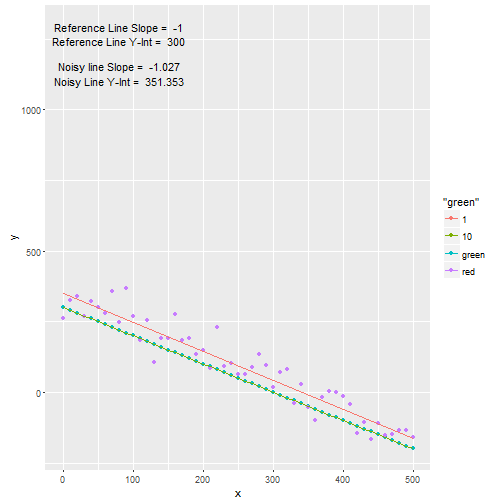 Reference Line Slope = -1
Reference Line Y-Int = 300
Noisy line Slope = -1.027
Noisy Line Y-Int = 351.353
1000
500
0
y
0
100
200
300
400
500
x
"green"
1
10
green
red